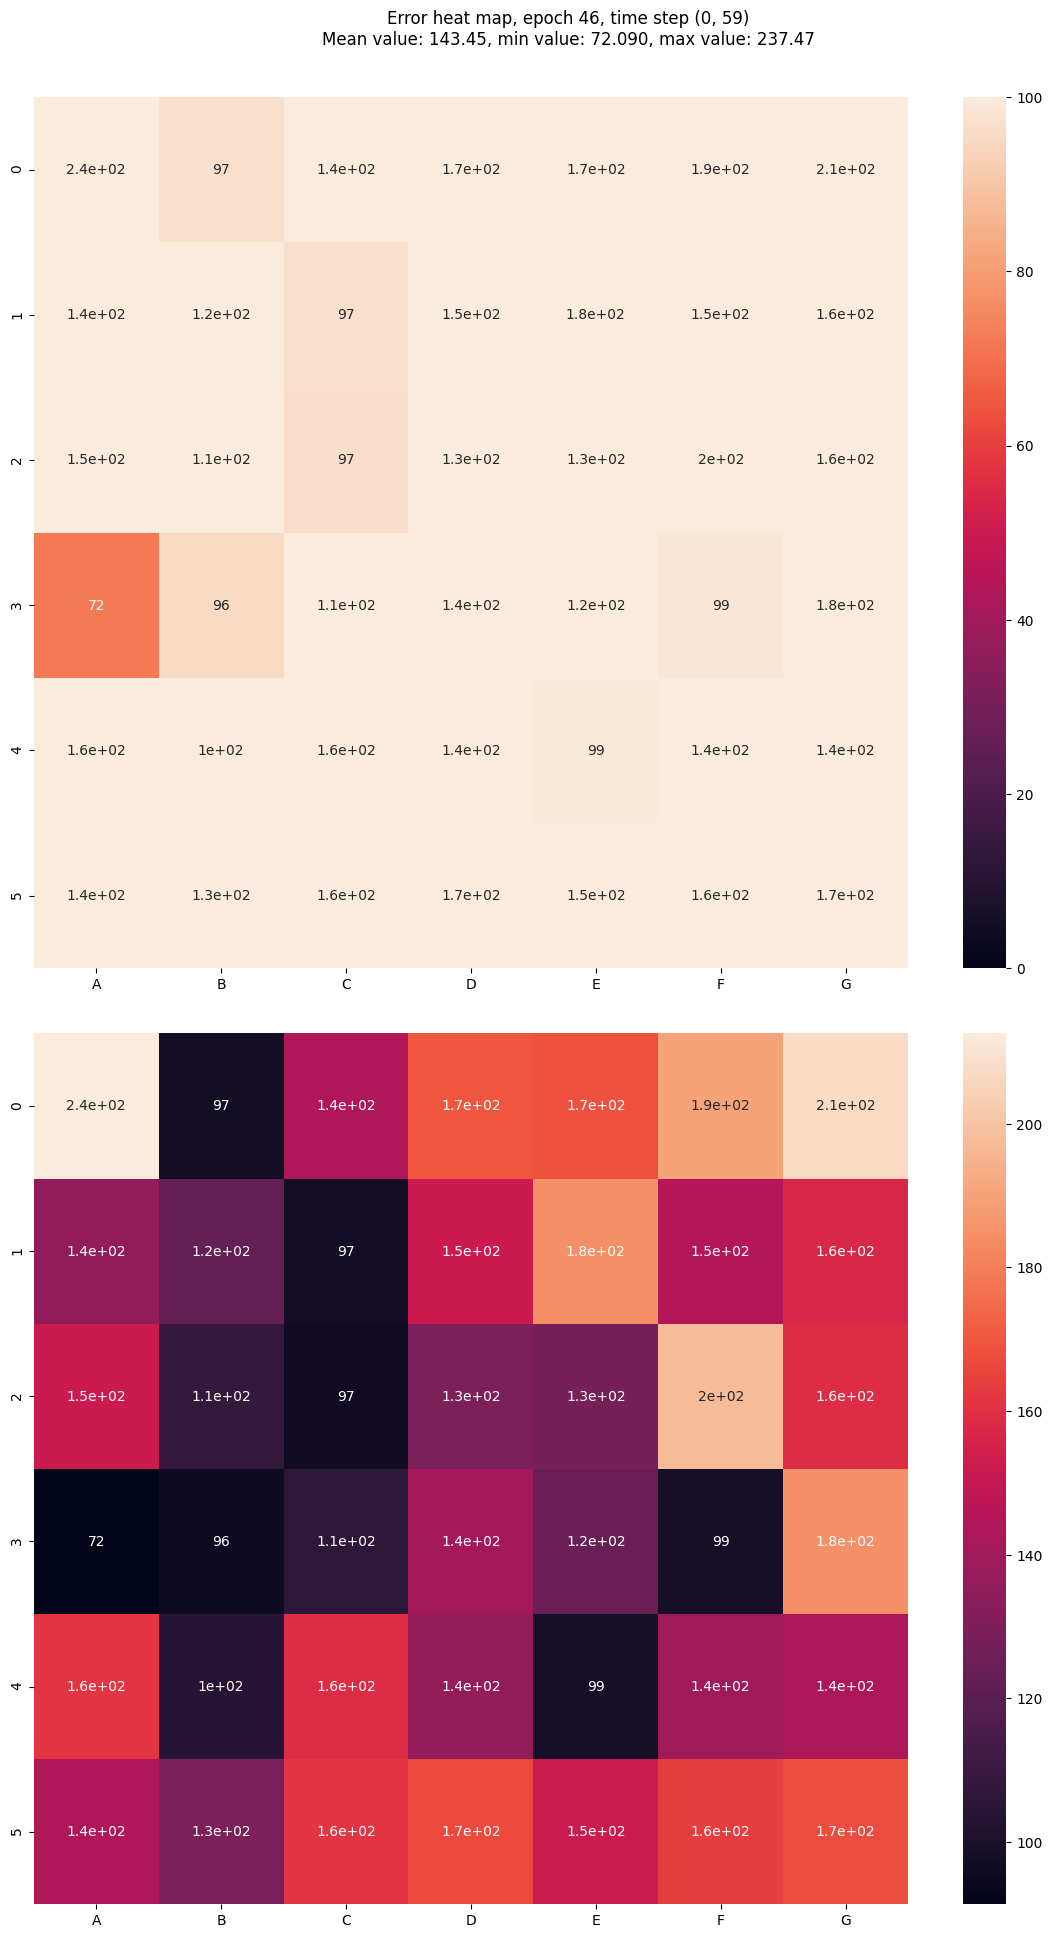 Error heat map, epoch 46, time step (0, 59)
Mean value: 143.45, min value: 72.090, max value: 237.47
0 2.4e+02 97 1.4e+02 1.7e+02 1.7e+02 1.9e+02 2.1e+02
1 1.4e+02 1.2e+02 97 1.5e+02 1.8e+02 1.5e+02 1.6e+02
2 1.5e+02 1.1e+02 97 1.3e+02 1.3e+02 2e+02 1.6e+02
3 72 96 1.1e+02 1.4e+02 1.2e+02 99 1.8e+02
4 1.6e+02 1e+02 1.6e+02 1.4e+02 99 1.4e+02 1.4e+02
5 1.4e+02 1.3e+02 1.6e+02 1.7e+02 1.5e+02 1.6e+02 1.7e+02
A B C D E F G
100
80
60
40
20
0
0 2.4e+02 97 1.4e+02 1.7e+02 1.7e+02 1.9e+02 2.1e+02
1 1.4e+02 1.2e+02 97 1.5e+02 1.8e+02 1.5e+02 1.6e+02
2 1.5e+02 1.1e+02 97 1.3e+02 1.3e+02 2e+02 1.6e+02
3 72 96 1.1e+02 1.4e+02 1.2e+02 99 1.8e+02
4 1.6e+02 1e+02 1.6e+02 1.4e+02 99 1.4e+02 1.4e+02
5 1.4e+02 1.3e+02 1.6e+02 1.7e+02 1.5e+02 1.6e+02 1.7e+02
A B C D E F G
200
180
160
140
120
100